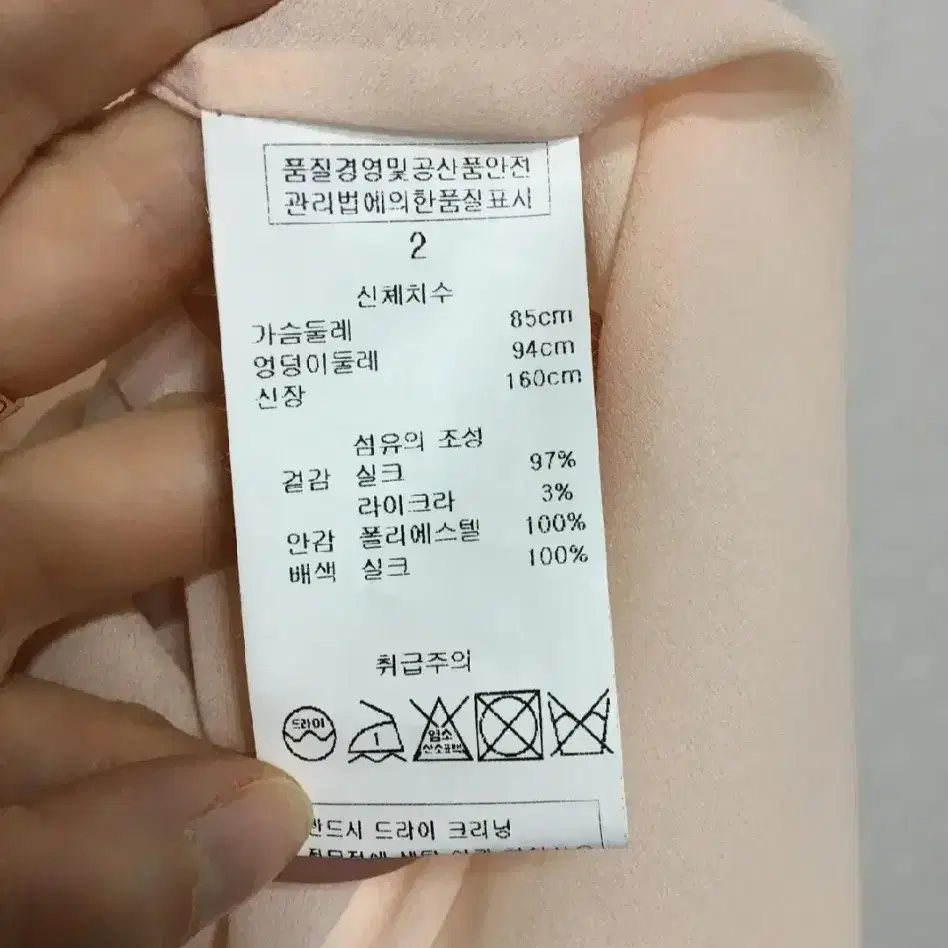 품질경영및공산품안전
관리법에의한품질표시
2
신체치수
가슴둘레 85cm
엉덩이둘레 94cm
신장 160cm
섬유의 조성
겉감 실크 97%
라이크라 3%
안감 폴리에스텔 100%
배색 실크 100%
취급주의
드라이 1 염소
산소표백
드라이 크리닝